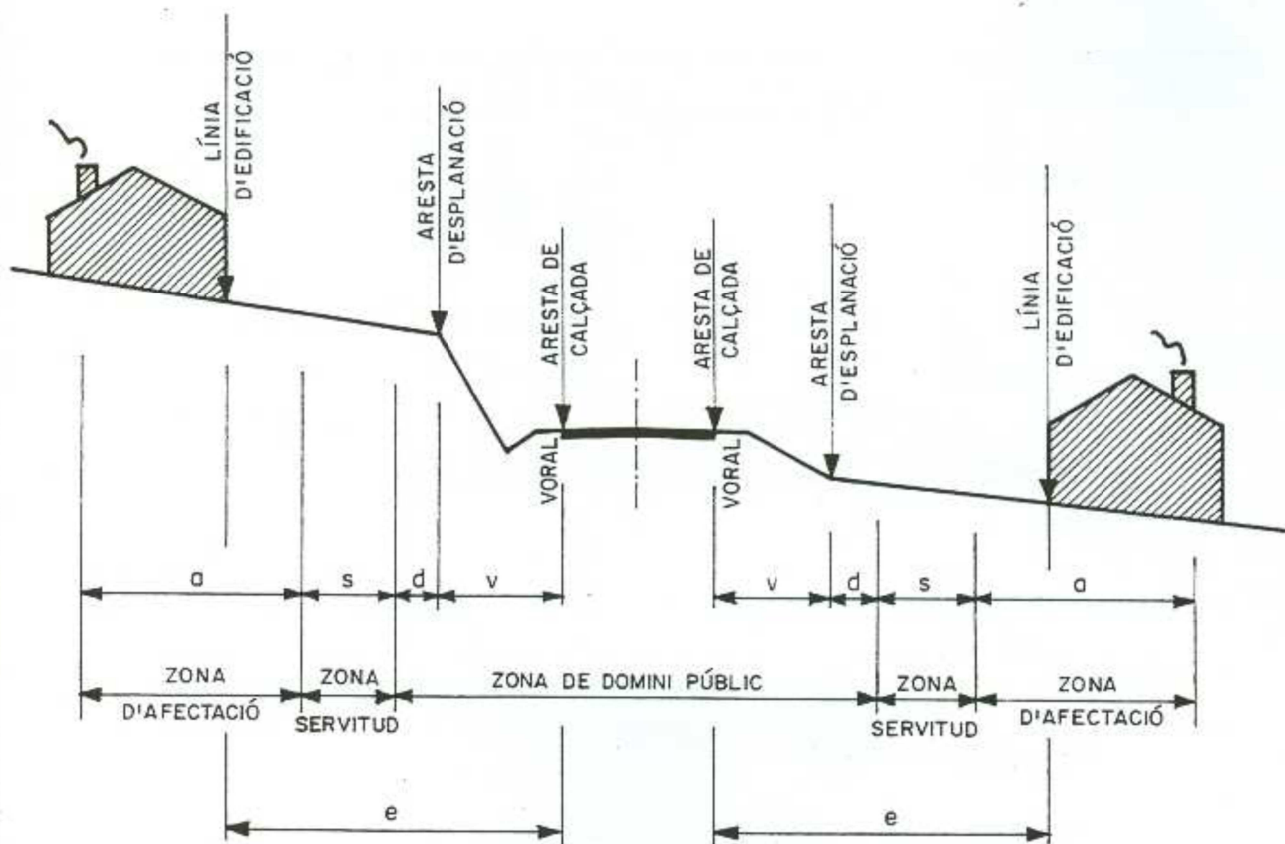 LÍNIA
D'EDIFICACIÓ
ARESTA
D'ESPLANACIÓ
ARESTA DE
CALÇADA
ARESTA DE
CALÇADA
ARESTA
D'ESPLANACIÓ
LÍNIA
D'EDIFICACIÓ
VORAL
VORAL
a s d v v d s a
ZONA
D'AFECTACIÓ
ZONA
SERVITUD
ZONA DE DOMINI PÚBLIC
ZONA
SERVITUD
ZONA
D'AFECTACIÓ
e e